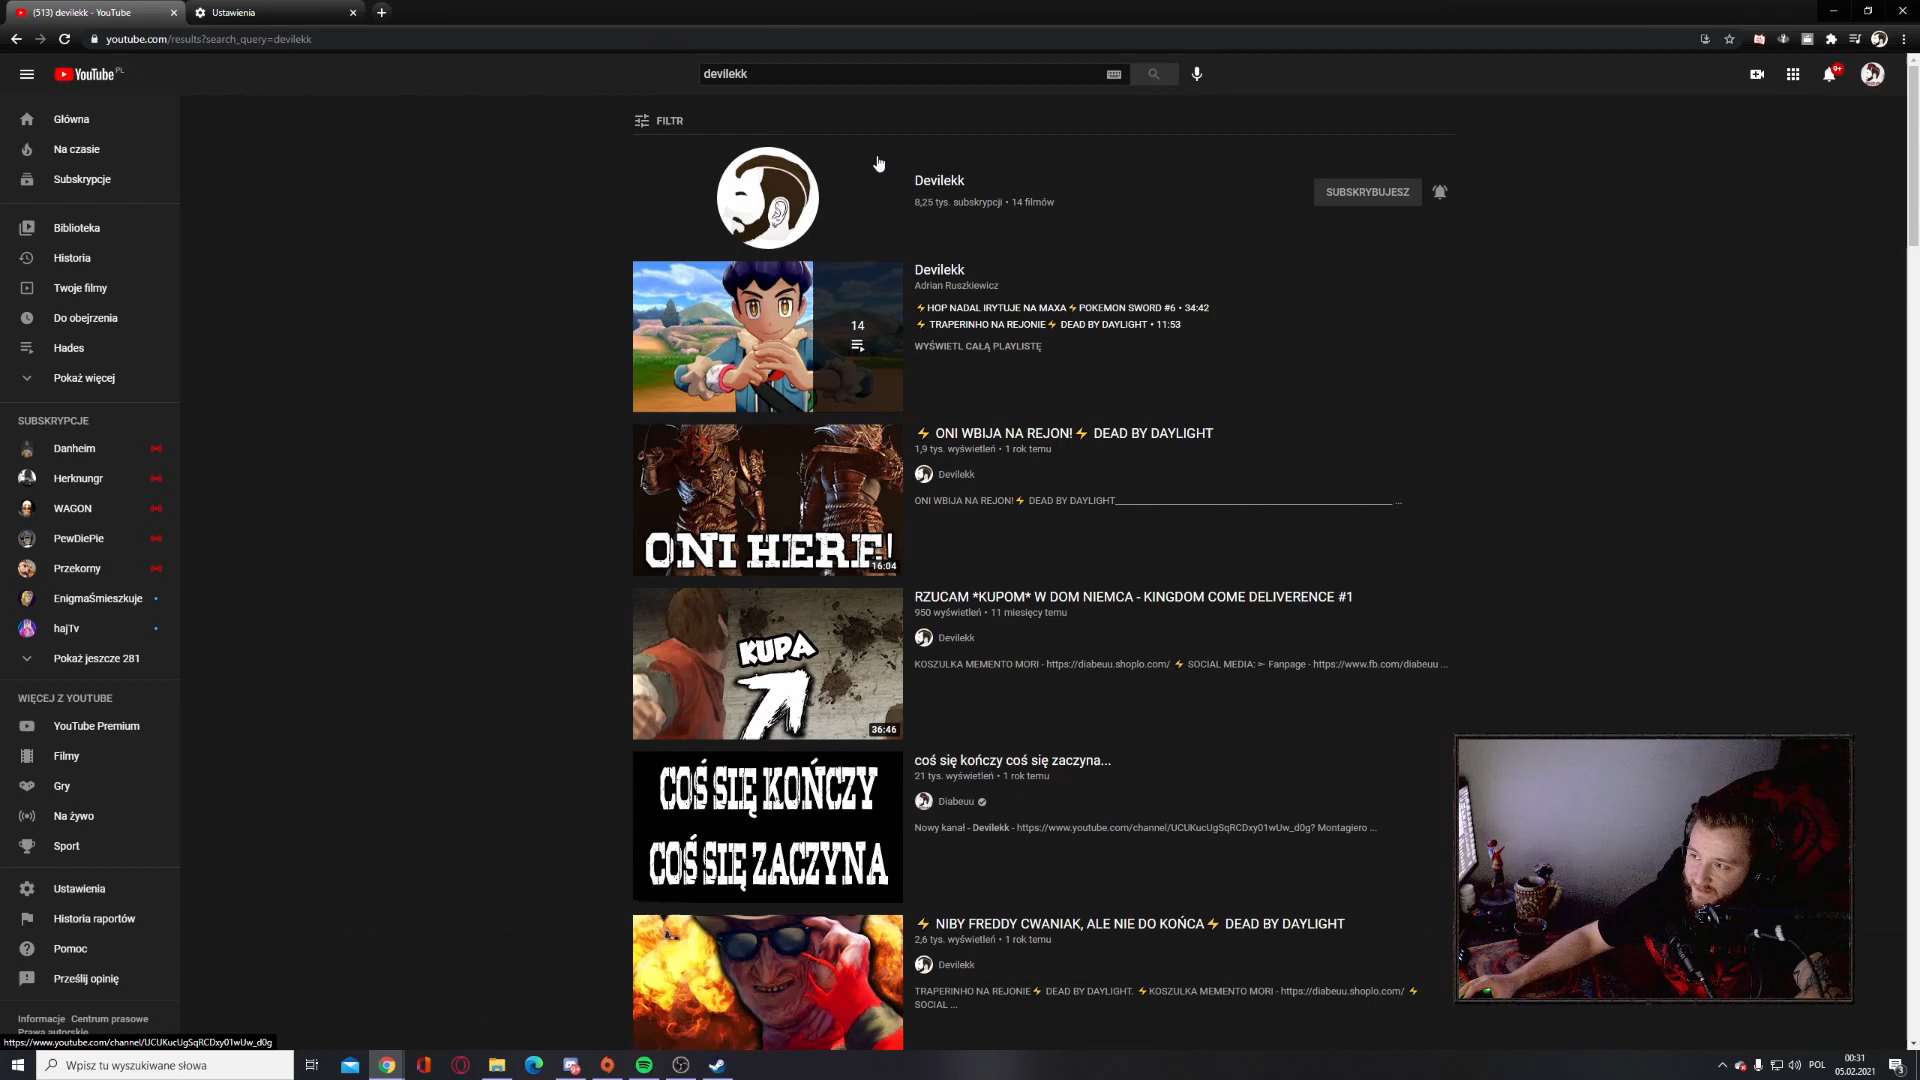 (513) devilekk - YouTube
Ustawienia
youtube.com/results?search_query=devilekk
YouTube PL
devilekk
9+
Główna
Na czasie
Subskrypcje
Biblioteka
Historia
Twoje filmy
Do obejrzenia
Hades
Pokaż więcej
SUBSKRYPCJE
Danheim
Herknungr
WAGON
PewDiePie
Przekorny
EnigmaŚmieszkuje
hajTv
Pokaż jeszcze 281
WIĘCEJ Z YOUTUBE
YouTube Premium
Filmy
Gry
Na żywo
Sport
Ustawienia
Historia raportów
Pomoc
Prześlij opinię
Informacje Centrum prasowe
Prawa autorskie
https://www.youtube.com/channel/UCUKucUgSqRCDxy01wUw_d0g
FILTR
Devilekk
8,25 tys. subskrypcji • 14 filmów
SUBSKRYBUJESZ
14
Devilekk
Adrian Ruszkiewicz
⚡HOP NADAL IRYTUJE NA MAXA⚡POKEMON SWORD #6 • 34:42
⚡ TRAPERINHO NA REJONIE⚡ DEAD BY DAYLIGHT • 11:53
WYŚWIETL CAŁĄ PLAYLISTĘ
ONI HERE!
16:04
⚡ ONI WBIJA NA REJON!⚡ DEAD BY DAYLIGHT
1,9 tys. wyświetleń • 1 rok temu
Devilekk
ONI WBIJA NA REJON!⚡ DEAD BY DAYLIGHT____ ...
KUPA
36:46
RZUCAM *KUPOM* W DOM NIEMCA - KINGDOM COME DELIVERENCE #1
950 wyświetleń • 11 miesięcy temu
Devilekk
KOSZULKA MEMENTO MORI - https://diabeuu.shoplo.com/ ⚡ SOCIAL MEDIA: ➣ Fanpage - https://www.fb.com/diabeuu ...
COŚ SIĘ KOŃCZY
COŚ SIĘ ZACZYNA
coś się kończy coś się zaczyna...
21 tys. wyświetleń • 1 rok temu
Diabeuu
Nowy kanał - Devilekk - https://www.youtube.com/channel/UCUKucUgSqRCDxy01wUw_d0g? Montagiero ...
⚡ NIBY FREDDY CWANIAK, ALE NIE DO KOŃCA⚡ DEAD BY DAYLIGHT
2,6 tys. wyświetleń • 1 rok temu
Devilekk
TRAPERINHO NA REJONIE⚡ DEAD BY DAYLIGHT. ⚡KOSZULKA MEMENTO MORI - https://diabeuu.shoplo.com/ ⚡
SOCIAL ...
Wpisz tu wyszukiwane słowa
POL
00:31
05.02.2021
3